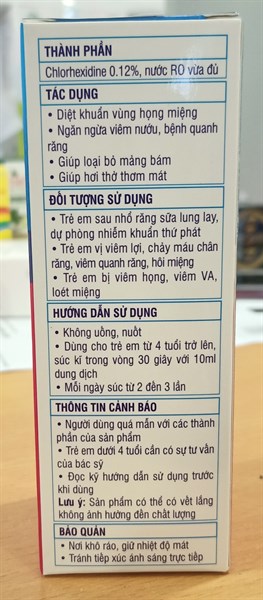 THÀNH PHẦN
Chlorhexidine 0.12%, nước RO vừa đủ
TÁC DỤNG
• Diệt khuẩn vùng họng miệng
• Ngăn ngừa viêm nướu, bệnh quanh
răng
• Giúp loại bỏ mảng bám
• Giúp hơi thở thơm mát
ĐỐI TƯỢNG SỬ DỤNG
• Trẻ em sau nhổ răng sữa lung lay,
dự phòng nhiễm khuẩn thứ phát
• Trẻ em vị viêm lợi, chảy máu chân
răng, viêm quanh răng, hôi miệng
• Trẻ em bị viêm họng, viêm VA,
loét miệng
HƯỚNG DẪN SỬ DỤNG
• Không uống, nuốt
• Dùng cho trẻ em từ 4 tuổi trở lên,
súc kĩ trong vòng 30 giây với 10ml
dung dịch
• Mỗi ngày súc từ 2 đến 3 lần
THÔNG TIN CẢNH BÁO
• Người dùng quá mẫn với các thành
phần của sản phẩm
• Trẻ em dưới 4 tuổi cần có sự tư vấn
của bác sỹ
• Đọc kỹ hướng dẫn sử dụng trước
khi dùng
Lưu ý: Sản phẩm có thể có vết lắng
không ảnh hưởng đến chất lượng
BẢO QUẢN
• Nơi khô ráo, giữ nhiệt độ mát
• Tránh tiếp xúc ánh sáng trực tiếp